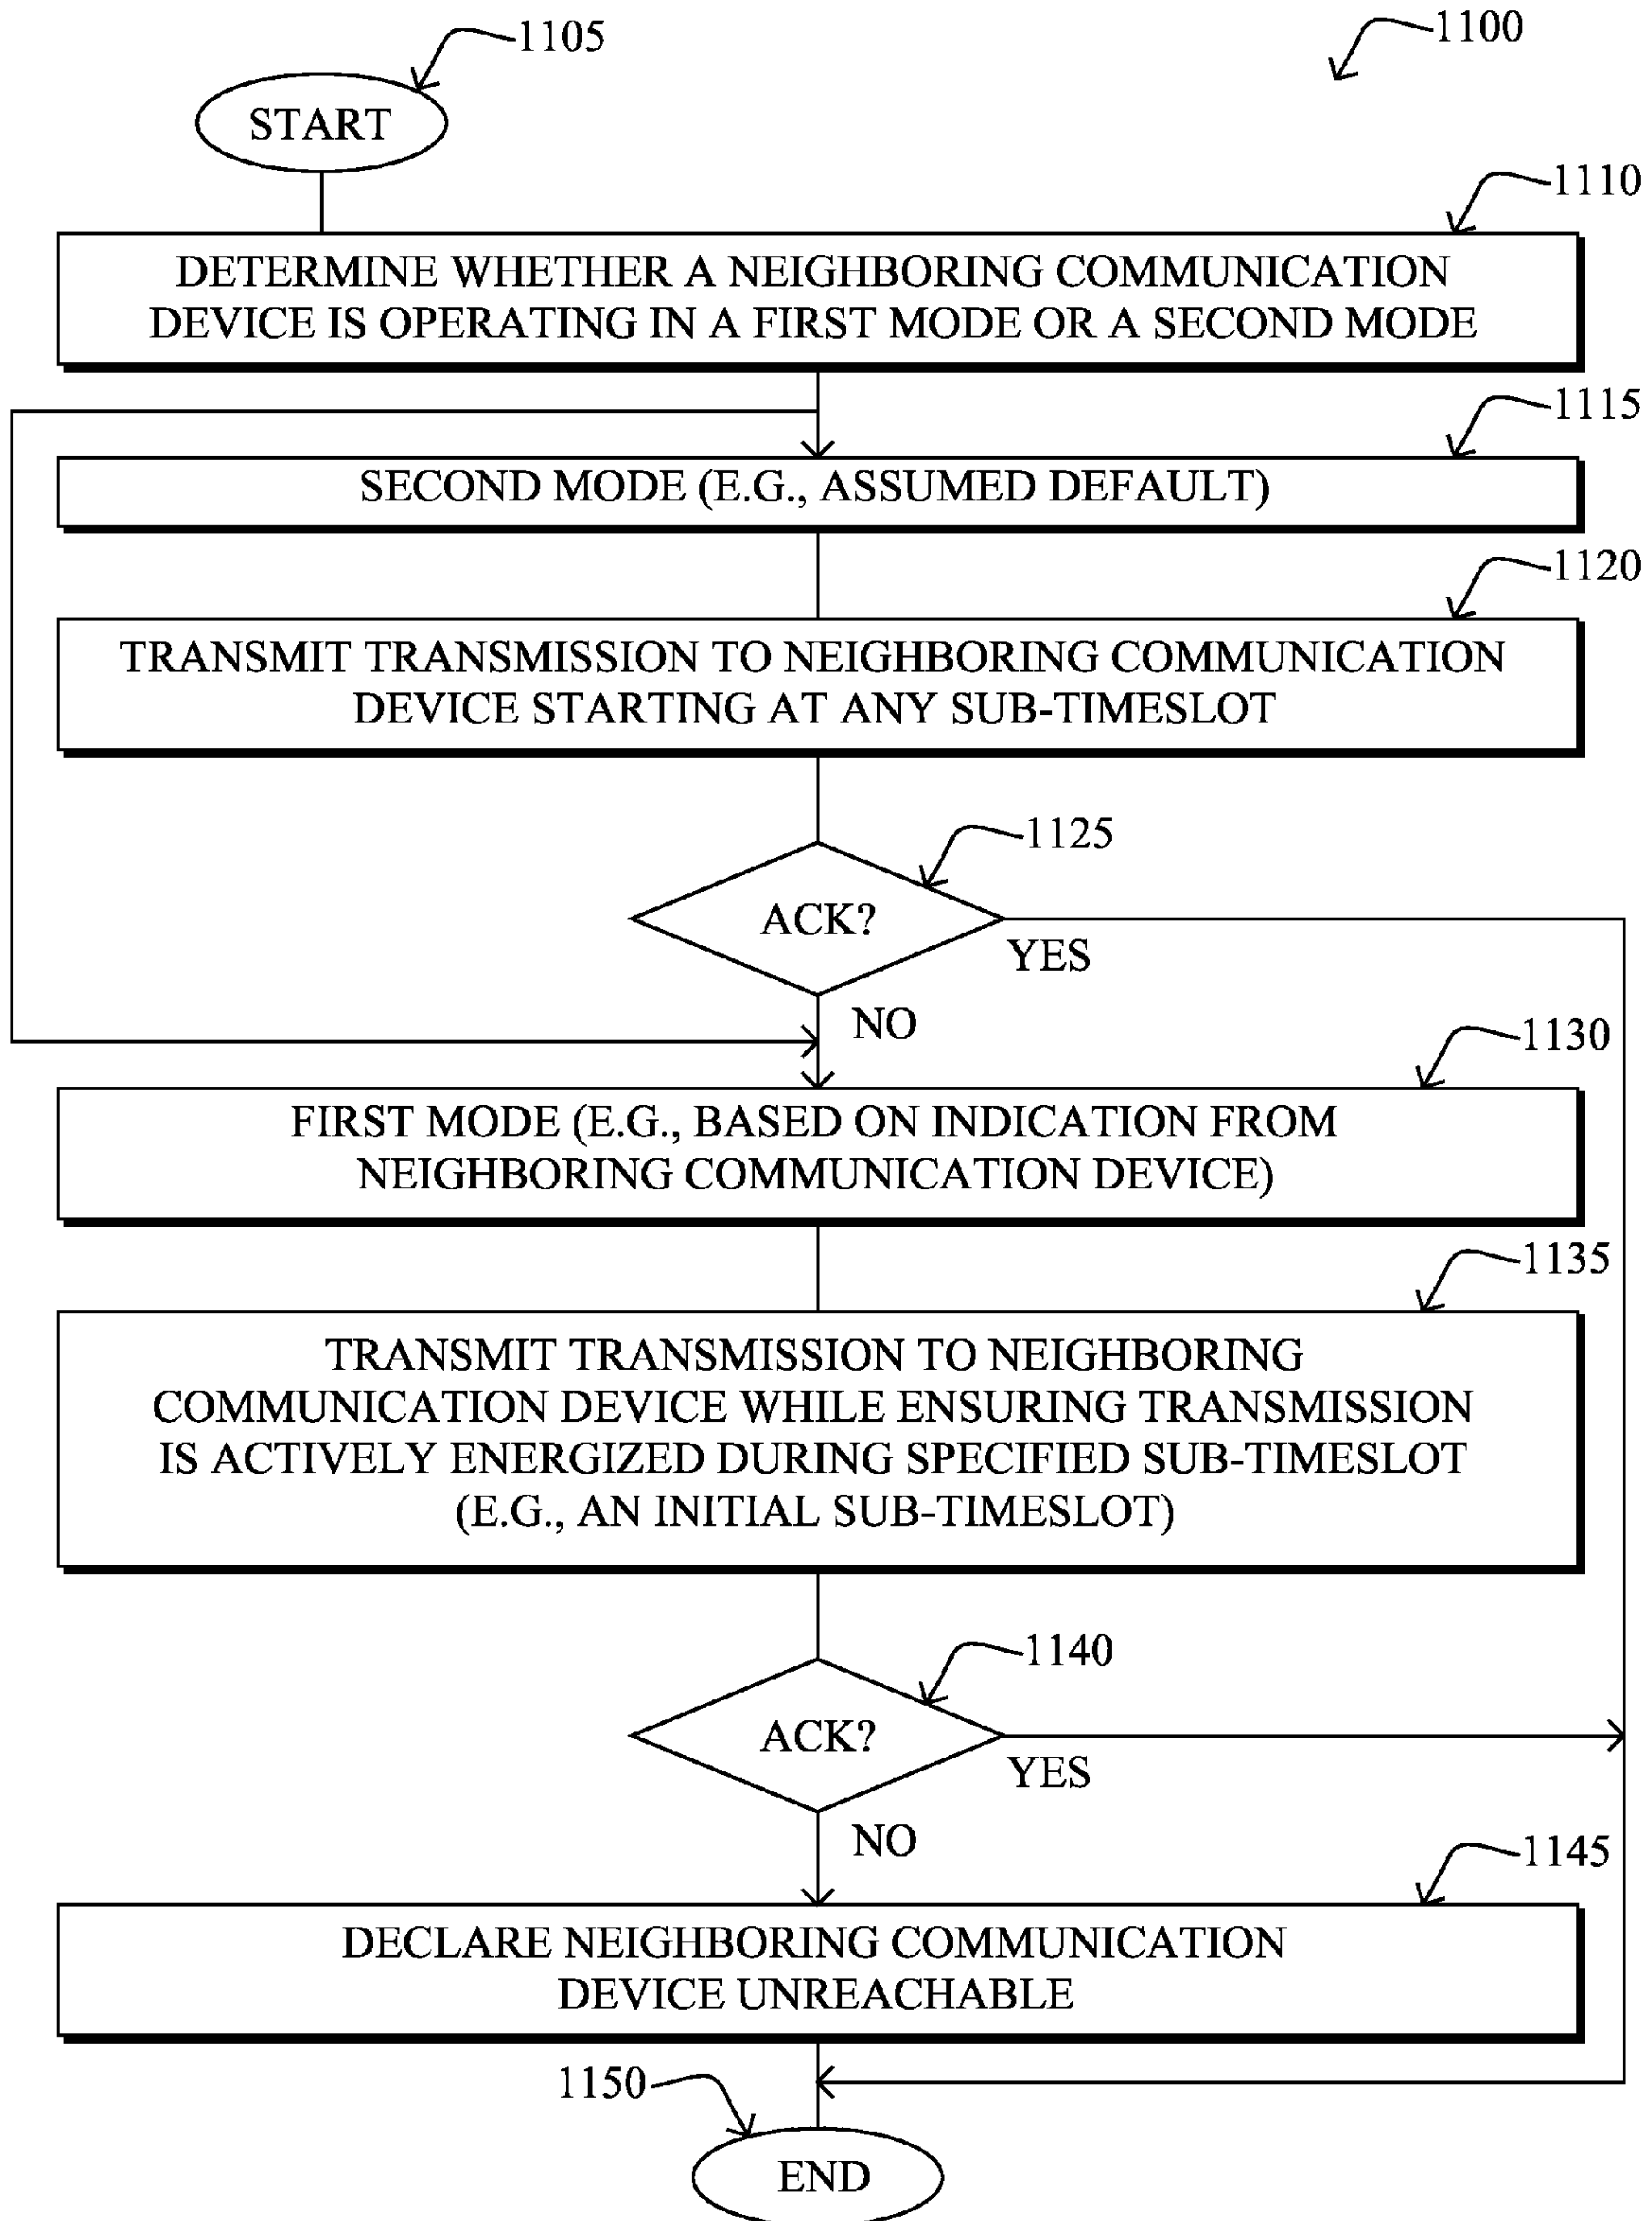 1105
1100
START
1110
DETERMINE WHETHER A NEIGHBORING COMMUNICATION
DEVICE IS OPERATING IN A FIRST MODE OR A SECOND MODE
1115
SECOND MODE (E.G., ASSUMED DEFAULT)
1120
TRANSMIT TRANSMISSION TO NEIGHBORING COMMUNICATION
DEVICE STARTING AT ANY SUB-TIMESLOT
1125
ACK?
YES
NO
1130
FIRST MODE (E.G., BASED ON INDICATION FROM
NEIGHBORING COMMUNICATION DEVICE)
1135
TRANSMIT TRANSMISSION TO NEIGHBORING
COMMUNICATION DEVICE WHILE ENSURING TRANSMISSION
IS ACTIVELY ENERGIZED DURING SPECIFIED SUB-TIMESLOT
(E.G., AN INITIAL SUB-TIMESLOT)
1140
ACK?
YES
NO
1145
DECLARE NEIGHBORING COMMUNICATION
DEVICE UNREACHABLE
1150
END